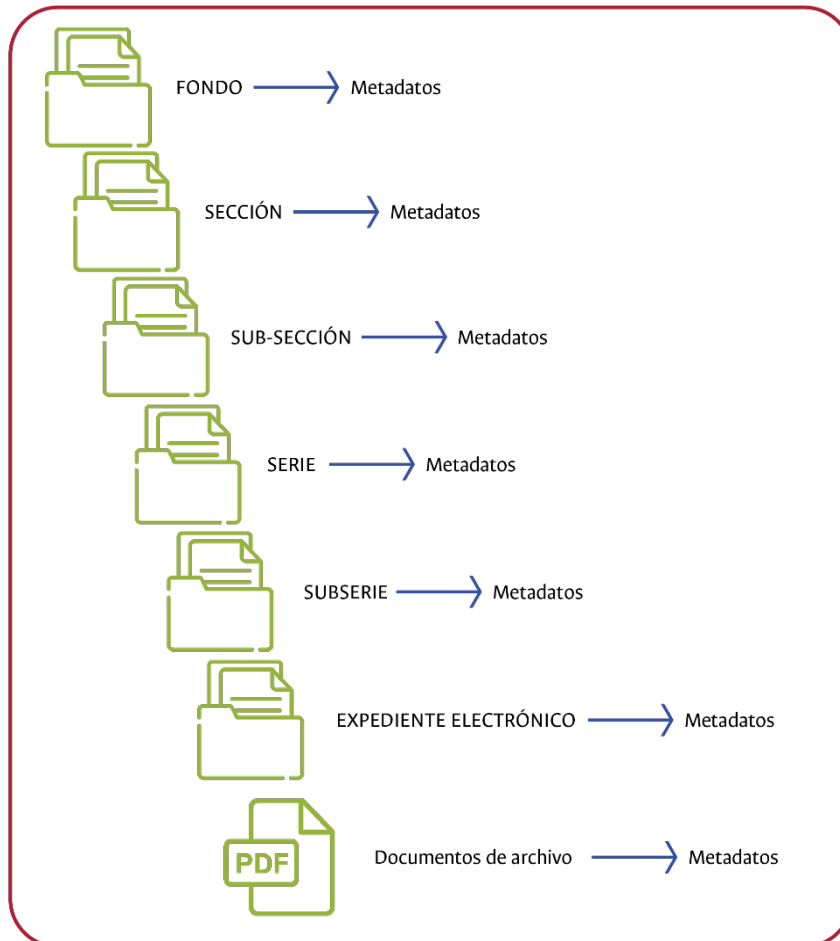 FONDO Metadatos
SECCIÓN Metadatos
SUB-SECCIÓN Metadatos
SERIE Metadatos
SUBSERIE Metadatos
EXPEDIENTE ELECTRÓNICO Metadatos
PDF Documentos de archivo Metadatos